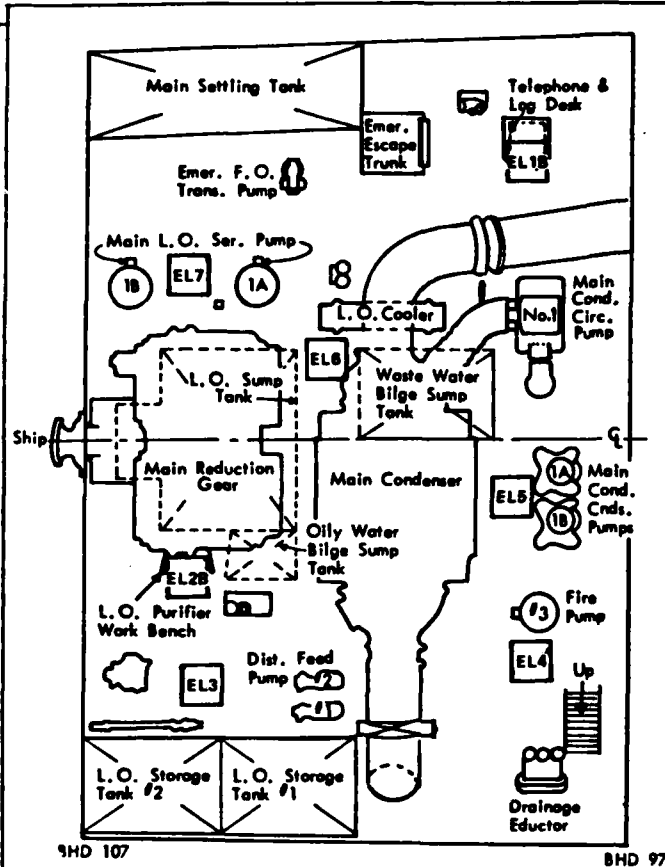 Main Settling Tank
Telephone &
Log Desk
Emer.
Escape
Trunk
EL1B
Emer. F.O.
Trans. Pump
Main L.O. Ser. Pump
1B
EL7
1A
L.O. Cooler
No.1
Main
Cond.
Circ.
Pump
EL6
L.O. Sump
Tank
Waste Water
Bilge Sump
Tank
Ship
CL
Main Reduction
Gear
Main Condenser
1A
EL5
1B
Main
Cond.
Cnds.
Pumps
Oily Water
Bilge Sump
Tank
EL2B
L.O. Purifier
Work Bench
#3
Fire
Pump
EL4
Up
Dist. Feed
Pump
#2
#1
EL3
L.O. Storage
Tank #2
L.O. Storage
Tank #1
Drainage
Eductor
BHD 107
BHD 97